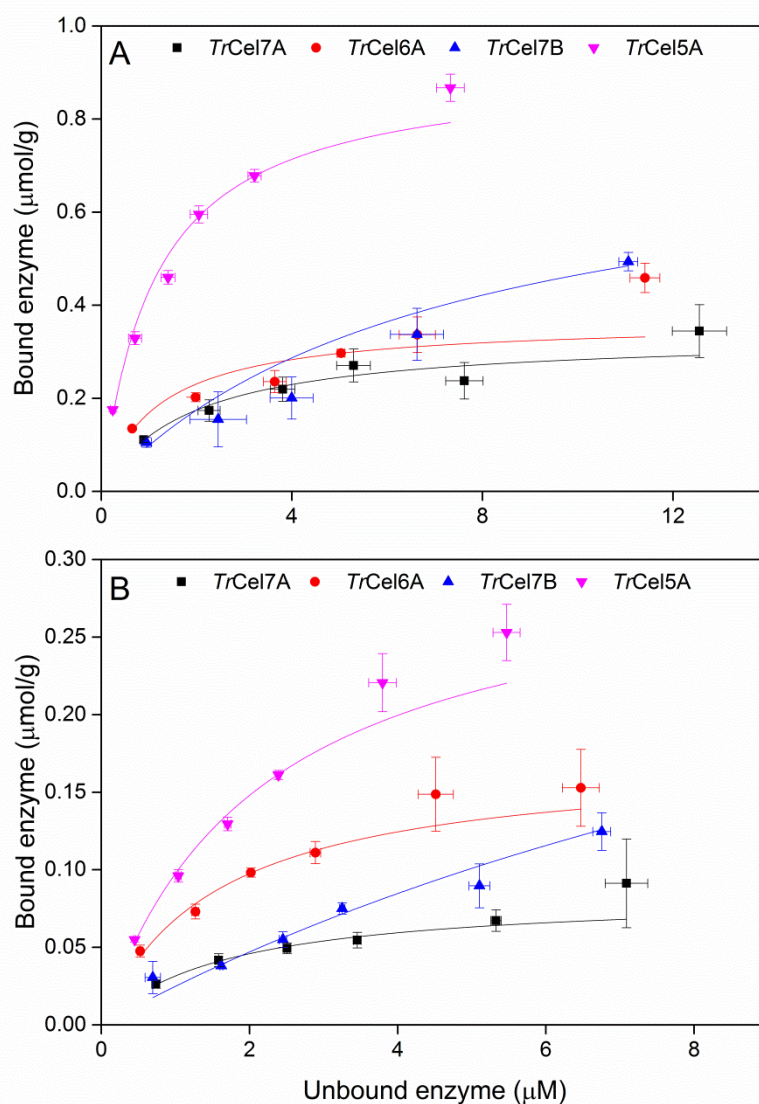 A
TrCel7A TrCel6A TrCel7B TrCel5A
1.0
0.8
0.6
0.4
0.2
0.0
Bound enzyme (μmol/g)
0 4 8 12
B
TrCel7A TrCel6A TrCel7B TrCel5A
0.30
0.25
0.20
0.15
0.10
0.05
0.00
Bound enzyme (μmol/g)
0 2 4 6 8
Unbound enzyme (μM)